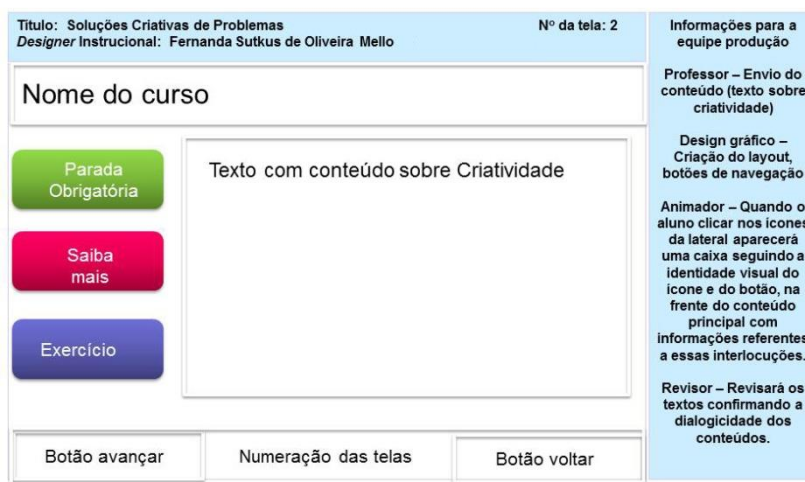 Titulo: Soluções Criativas de Problemas
Nº da tela: 2
Designer Instrucional: Fernanda Sutkus de Oliveira Mello
Nome do curso
Parada
Obrigatória
Saiba
mais
Exercício
Texto com conteúdo sobre Criatividade
Botão avançar
Numeração das telas
Botão voltar
Informações para a
equipe produção
Professor – Envio do
conteúdo (texto sobre
criatividade)
Design gráfico –
Criação do layout,
botões de navegação
Animador – Quando o
aluno clicar nos ícones
da lateral aparecerá
uma caixa seguindo a
identidade visual do
ícone e do botão, na
frente do conteúdo
principal com
informações referentes
a essas interlocuções.
Revisor – Revisará os
textos confirmando a
dialogicidade dos
conteúdos.